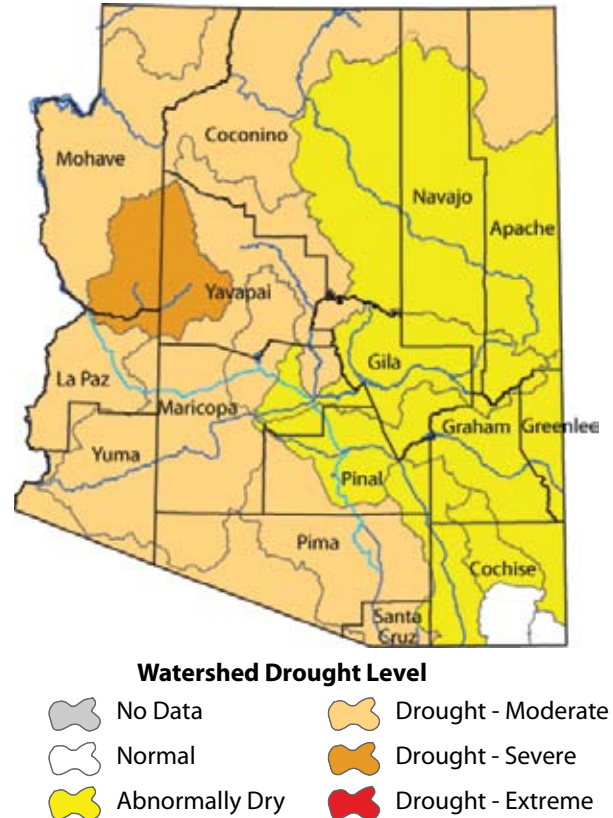 Coconino
Mohave
Navajo
Apache
Yavapai
Gila
La Paz
Maricopa
Graham
Greenlee
Yuma
Pinal
Pima
Cochise
Santa
Cruz
Watershed Drought Level
No Data
Drought - Moderate
Normal
Drought - Severe
Abnormally Dry
Drought - Extreme